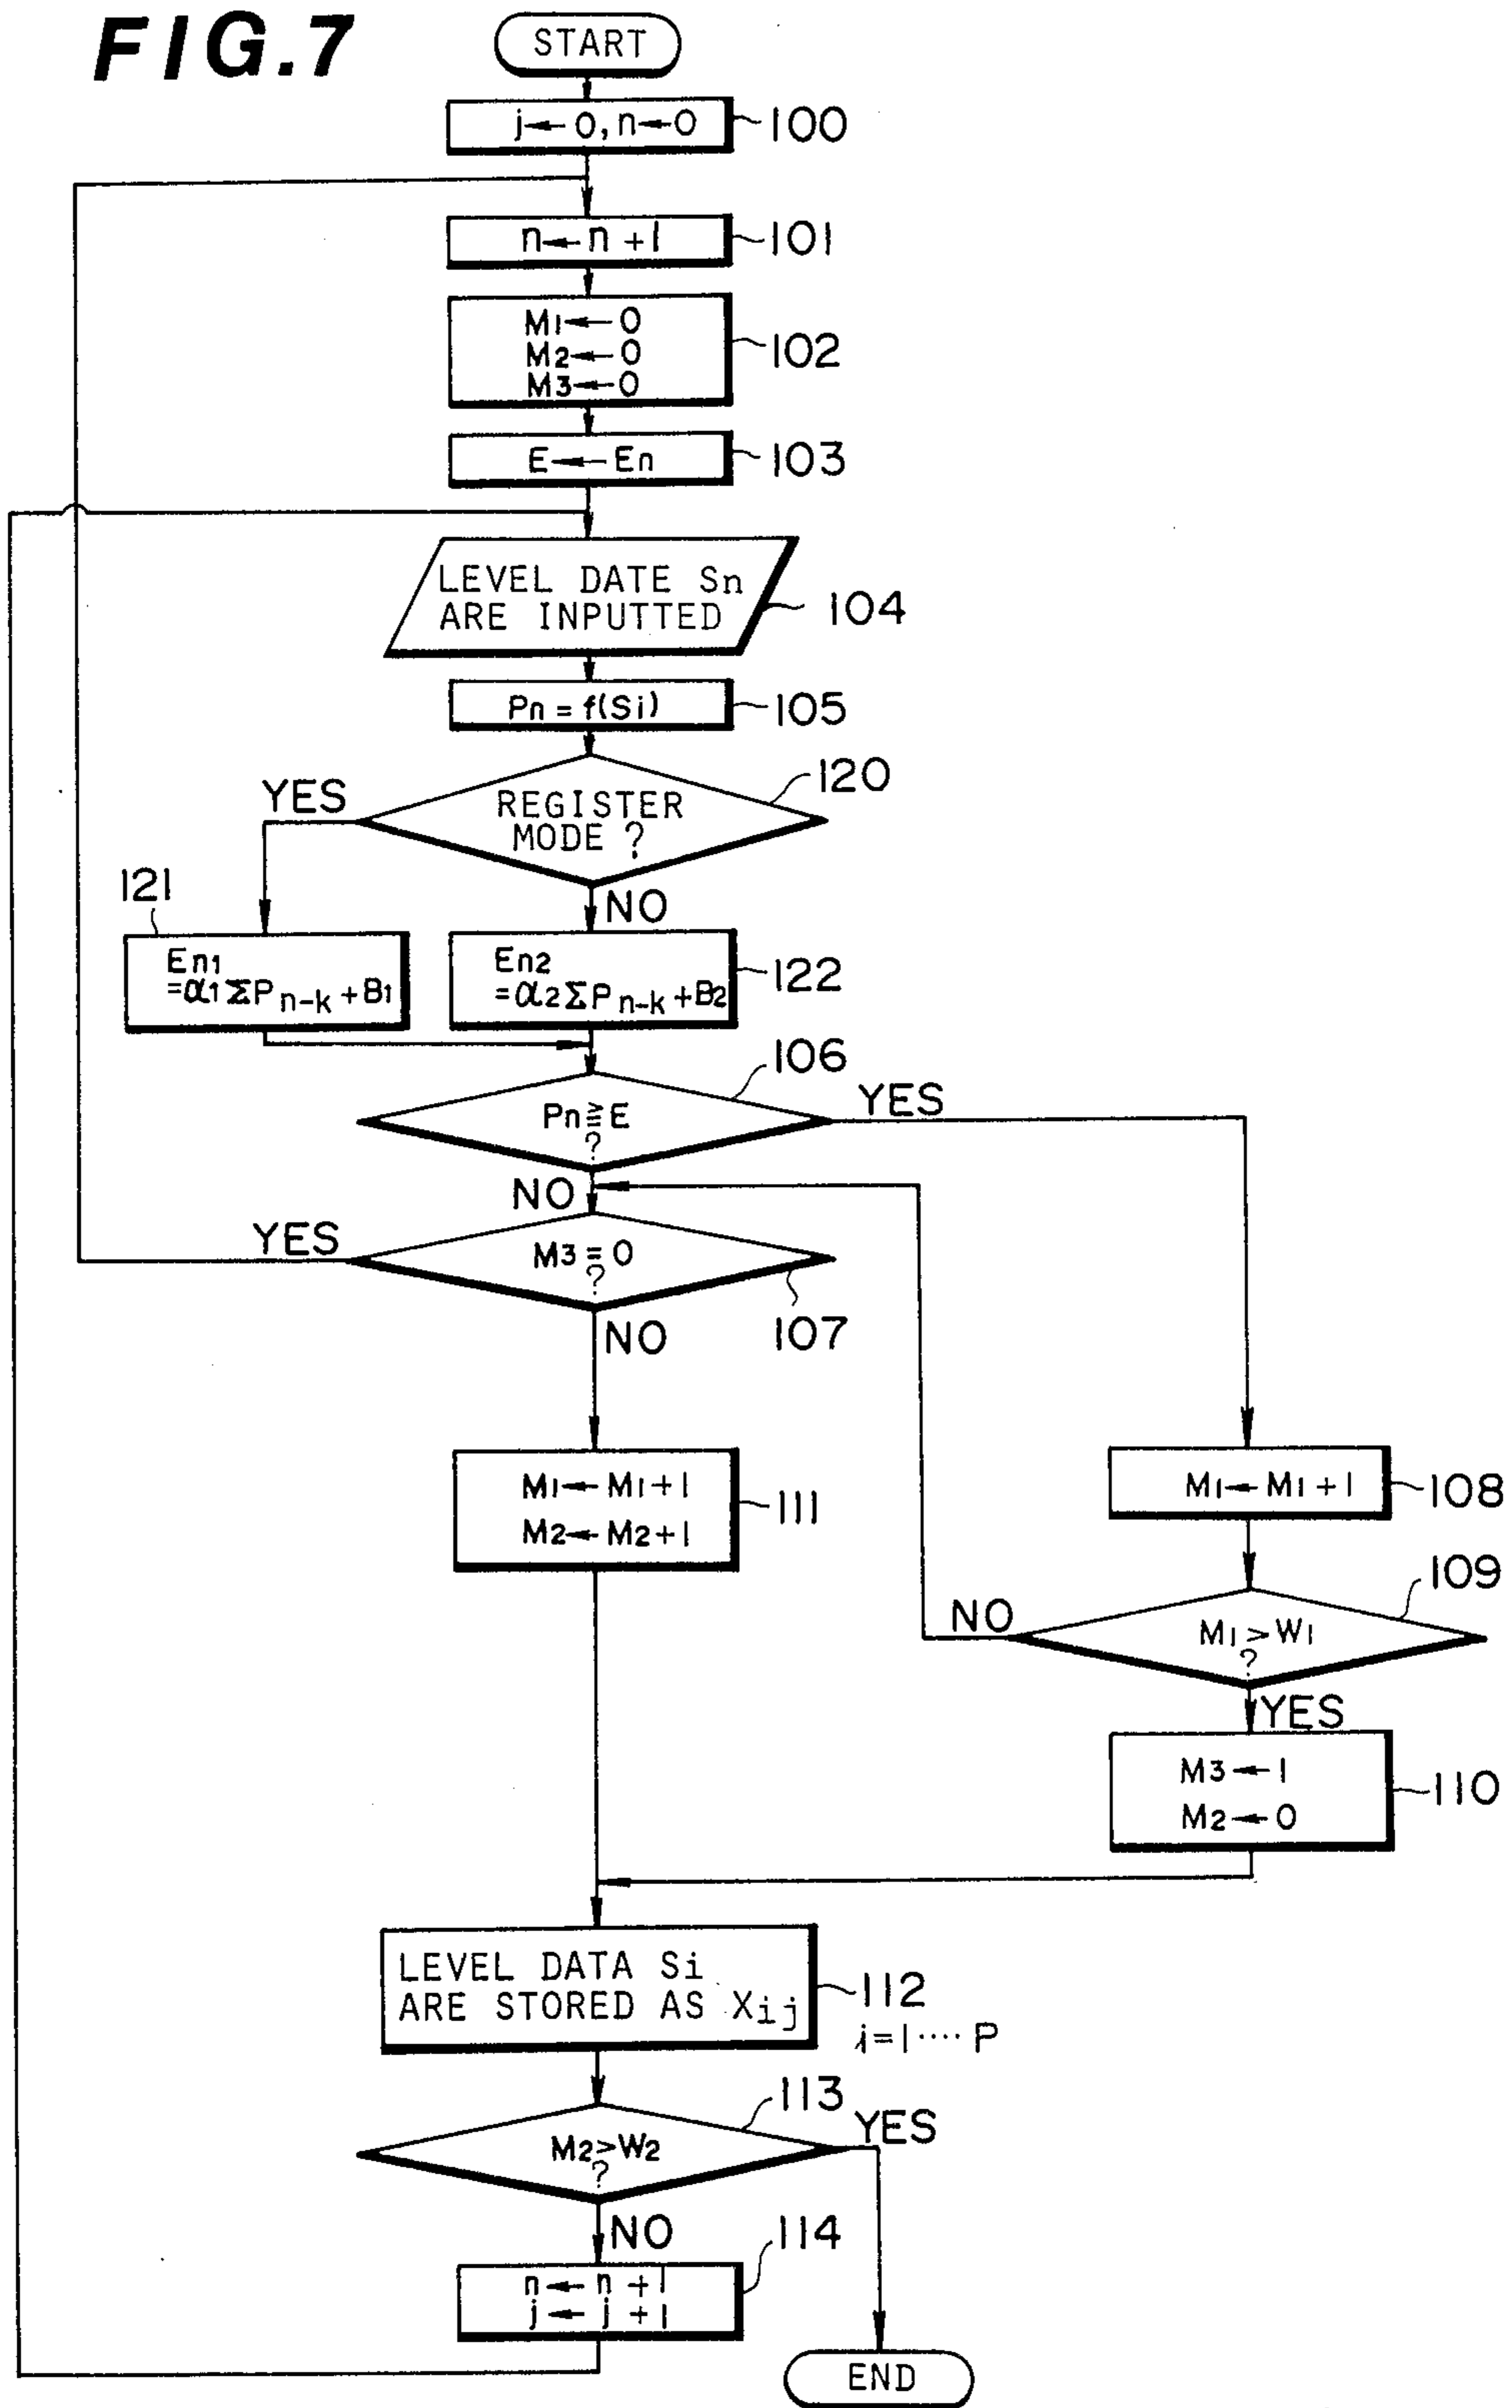 FIG.7
START
j←0, n←0
100
n←n+1
101
M1←0
M2←0
M3←0
102
E←En
103
LEVEL DATE Sn
ARE INPUTTED
104
Pn=f(Si)
105
REGISTER
MODE ?
120
YES
NO
121
En1
=α1ΣPn-k+B1
En2
=α2ΣPn-k+B2
122
Pn≧E
?
106
YES
NO
M3=0
?
107
YES
NO
M1←M1+1
M2←M2+1
111
M1←M1+1
108
M1>W1
?
109
NO
YES
M3←1
M2←0
110
LEVEL DATA Si
ARE STORED AS Xij
112
i=1····P
M2>W2
?
113
YES
NO
n←n+1
j←j+1
114
END